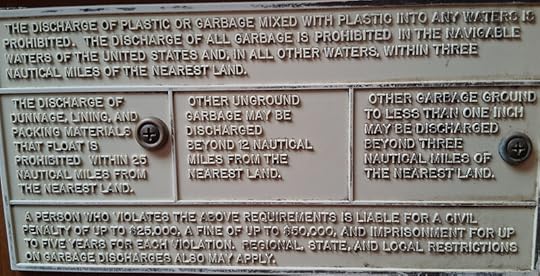 THE DISCHARGE OF PLASTIC OR GARBAGE MIXED WITH PLASTIC INTO ANY WATERS IS
PROHIBITED. THE DISCHARGE OF ALL GARBAGE IS PROHIBITED IN THE NAVIGABLE
WATERS OF THE UNITED STATES AND, IN ALL OTHER WATERS, WITHIN THREE
NAUTICAL MILES OF THE NEAREST LAND.
THE DISCHARGE OF
DUNNAGE, LINING, AND
PACKING MATERIALS
THAT FLOAT IS
PROHIBITED WITHIN 25
NAUTICAL MILES FROM
THE NEAREST LAND.
OTHER UNGROUND
GARBAGE MAY BE
DISCHARGED
BEYOND 12 NAUTICAL
MILES FROM THE
NEAREST LAND.
OTHER GARBAGE GROUND
TO LESS THAN ONE INCH
MAY BE DISCHARGED
BEYOND THREE
NAUTICAL MILES OF
THE NEAREST LAND.
A PERSON WHO VIOLATES THE ABOVE REQUIREMENTS IS LIABLE FOR A CIVIL
PENALTY OF UP TO $25,000, A FINE OF UP TO $50,000, AND IMPRISONMENT FOR UP
TO FIVE YEARS FOR EACH VIOLATION. REGIONAL, STATE, AND LOCAL RESTRICTIONS
ON GARBAGE DISCHARGES ALSO MAY APPLY.